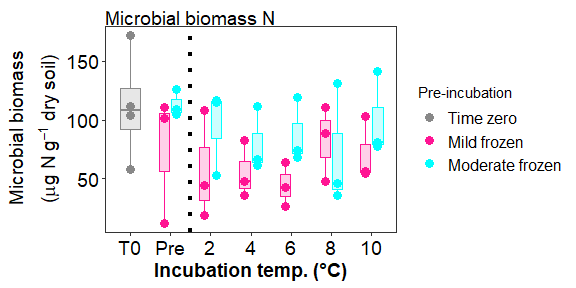 Microbial biomass N
Microbial biomass
(µg N g⁻¹ dry soil)
150
100
50
T0 Pre 2 4 6 8 10
Incubation temp. (°C)
Pre-incubation
Time zero
Mild frozen
Moderate frozen